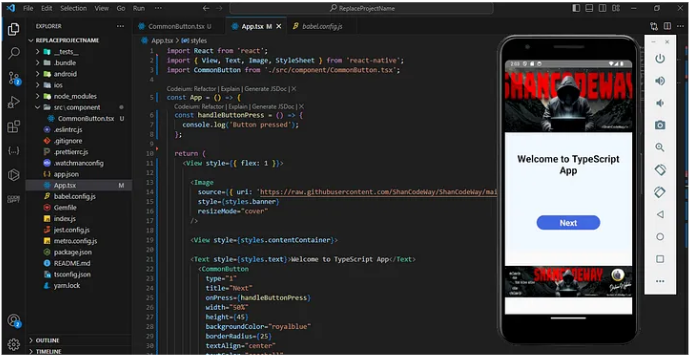 ReplaceProjectName
EXPLORER
REPLACEPROJECTNAME
__tests__
.bundle
android
ios
node_modules
src\component
CommonButton.tsx
.eslintrc.js
.gitignore
.prettierrc.js
.watchmanconfig
app.json
App.tsx M
babel.config.js
Gemfile
index.js
jest.config.js
metro.config.js
package.json
README.md
tsconfig.json
yarn.lock
OUTLINE
TIMELINE
CommonButton.tsx
App.tsx M
babel.config.js
App.tsx > styles
1 import React from 'react';
2 import { View, Text, Image, StyleSheet } from 'react-native';
3 import CommonButton from './src/component/CommonButton.tsx';
4
Codeium: Refactor | Explain | Generate JSDoc | X
5 const App = () => {
Codeium: Refactor | Explain | Generate JSDoc | X
6 const handleButtonPress = () => {
7 console.log('Button pressed');
8 };
9
10 return (
11 <View style={{ flex: 1 }}>
12
13 <Image
14 source={{ uri: 'https://raw.githubusercontent.com/ShanCodeWay/ShanCodeWay/mai
15 style={styles.banner}
16 resizeMode="cover"
17 />
18
19 <View style={styles.contentContainer}>
20
21 <Text style={styles.text}>Welcome to TypeScript App</Text>
22 <CommonButton
23 type="1"
24 title="Next"
25 onPress={handleButtonPress}
26 width="50%"
27 height={45}
28 backgroundColor="royalblue"
29 borderRadius={25}
30 textAlign="center"
SHANCODEWAY
Welcome to TypeScript
App
Next
SHANCODEWAY